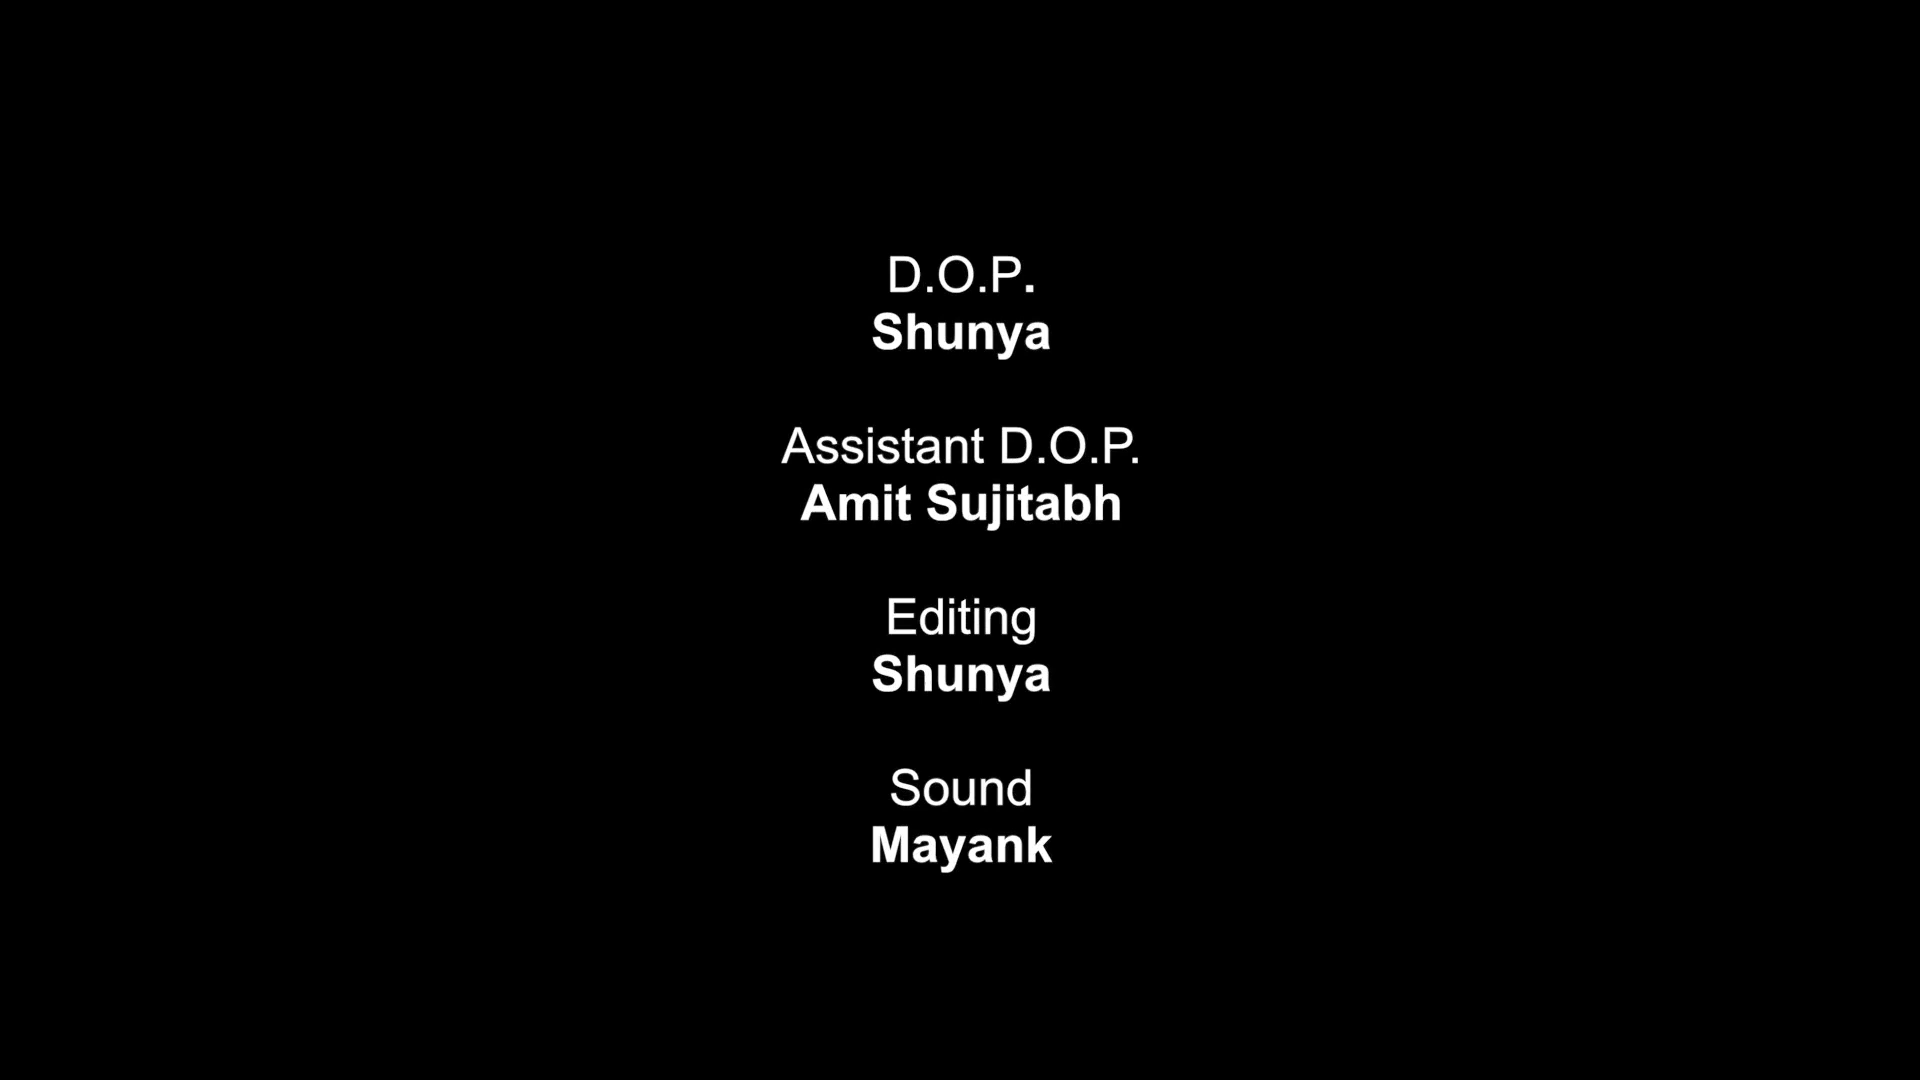 D.O.P.
Shunya
Assistant D.O.P.
Amit Sujitabh
Editing
Shunya
Sound
Mayank